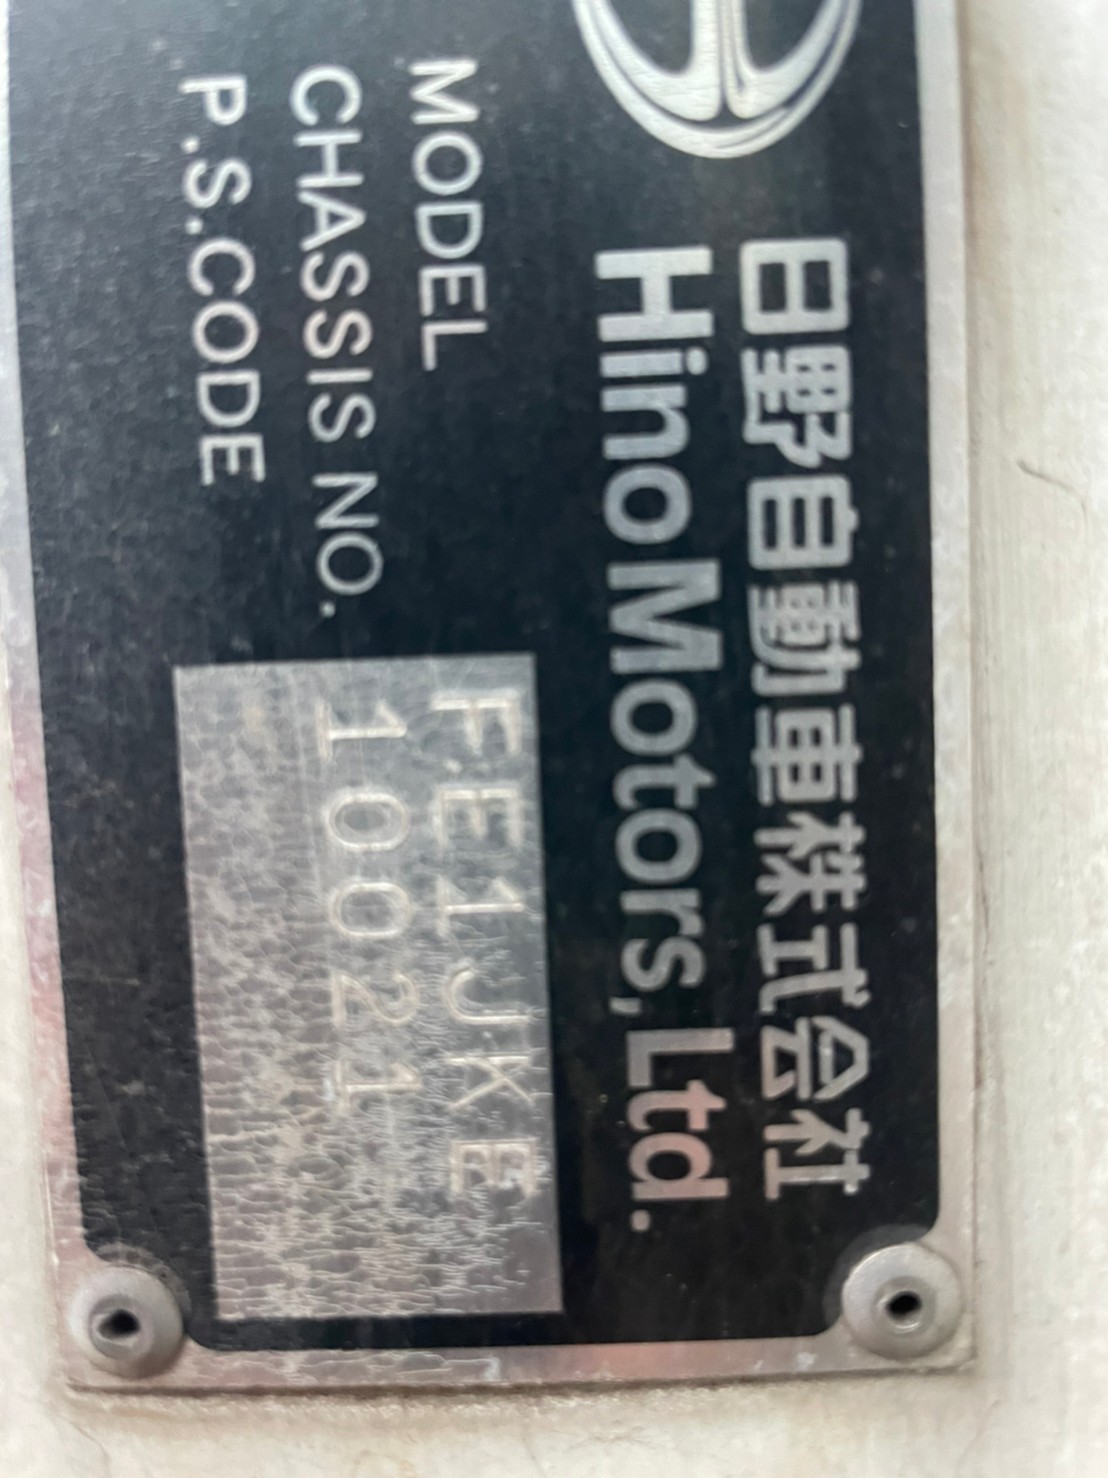 日野自動車株式会社
Hino Motors, Ltd.
MODEL FE1JKE
CHASSIS NO. 10021
P.S.CODE